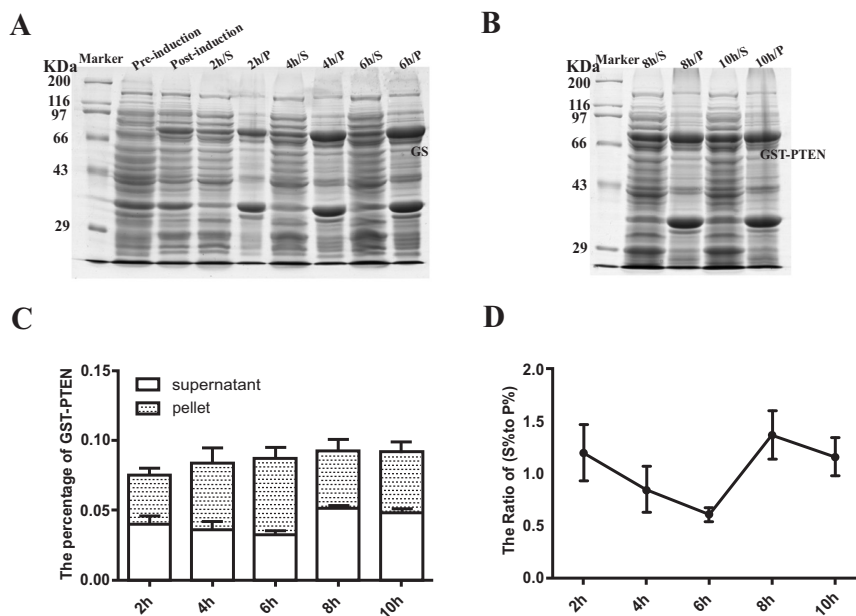 A
KDa
Marker
Pre-induction
Post-induction
2h/S
2h/P
4h/S
4h/P
6h/S
6h/P
200
116
97
66
43
29
GS
B
KDa
Marker
8h/S
8h/P
10h/S
10h/P
200
116
97
66
43
29
GST-PTEN
C
The percentage of GST-PTEN
0.15
0.10
0.05
0.00
supernatant
pellet
2h
4h
6h
8h
10h
D
The Ratio of (S%to P%)
2.0
1.5
1.0
0.5
0.0
2h
4h
6h
8h
10h